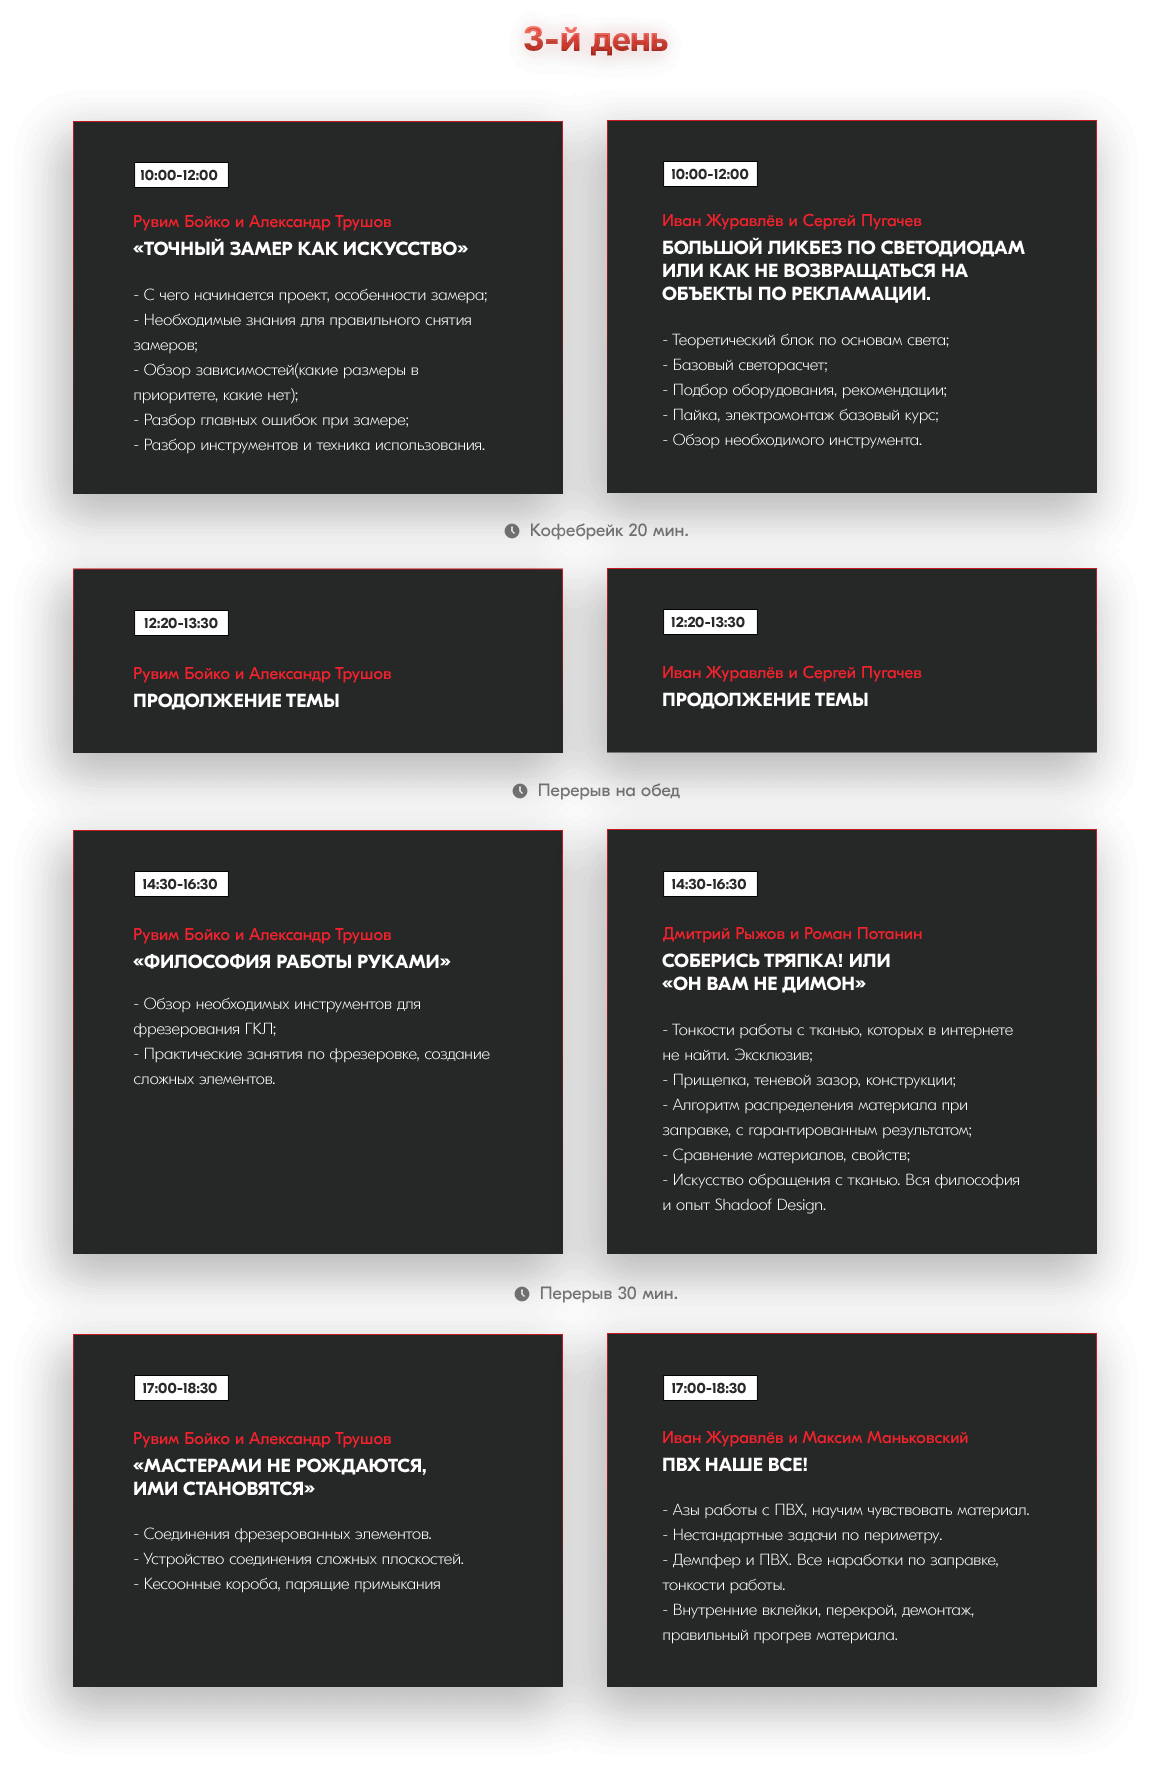 3-й день
10:00-12:00
Рувим Бойко и Александр Трушов
«ТОЧНЫЙ ЗАМЕР КАК ИСКУССТВО»
- С чего начинается проект, особенности замера;
- Необходимые знания для правильного снятия
замеров;
- Обзор зависимостей(какие размеры в
приоритете, какие нет);
- Разбор главных ошибок при замере;
- Разбор инструментов и техника использования.
10:00-12:00
Иван Журавлёв и Сергей Пугачев
БОЛЬШОЙ ЛИКБЕЗ ПО СВЕТОДИОДАМ
ИЛИ КАК НЕ ВОЗВРАЩАТЬСЯ НА
ОБЪЕКТЫ ПО РЕКЛАМАЦИИ.
- Теоретический блок по основам света;
- Базовый светорасчет;
- Подбор оборудования, рекомендации;
- Пайка, электромонтаж базовый курс;
- Обзор необходимого инструмента.
Кофебрейк 20 мин.
12:20-13:30
Рувим Бойко и Александр Трушов
ПРОДОЛЖЕНИЕ ТЕМЫ
12:20-13:30
Иван Журавлёв и Сергей Пугачев
ПРОДОЛЖЕНИЕ ТЕМЫ
Перерыв на обед
14:30-16:30
Рувим Бойко и Александр Трушов
«ФИЛОСОФИЯ РАБОТЫ РУКАМИ»
- Обзор необходимых инструментов для
фрезерования ГКЛ;
- Практические занятия по фрезеровке, создание
сложных элементов.
14:30-16:30
Дмитрий Рыжов и Роман Потанин
СОБЕРИСЬ ТРЯПКА! ИЛИ
«ОН ВАМ НЕ ДИМОН»
- Тонкости работы с тканью, которых в интернете
не найти. Эксклюзив;
- Прищепка, теневой зазор, конструкции;
- Алгоритм распределения материала при
заправке, с гарантированным результатом;
- Сравнение материалов, свойств;
- Искусство обращения с тканью. Вся философия
и опыт Shadoof Design.
Перерыв 30 мин.
17:00-18:30
Рувим Бойко и Александр Трушов
«МАСТЕРАМИ НЕ РОЖДАЮТСЯ,
ИМИ СТАНОВЯТСЯ»
- Соединения фрезерованных элементов.
- Устройство соединения сложных плоскостей.
- Кесоонные короба, парящие примыкания
17:00-18:30
Иван Журавлёв и Максим Маньковский
ПВХ НАШЕ ВСЕ!
- Азы работы с ПВХ, научим чувствовать материал.
- Нестандартные задачи по периметру.
- Демпфер и ПВХ. Все наработки по заправке,
тонкости работы.
- Внутренние вклейки, перекрой, демонтаж,
правильный прогрев материала.